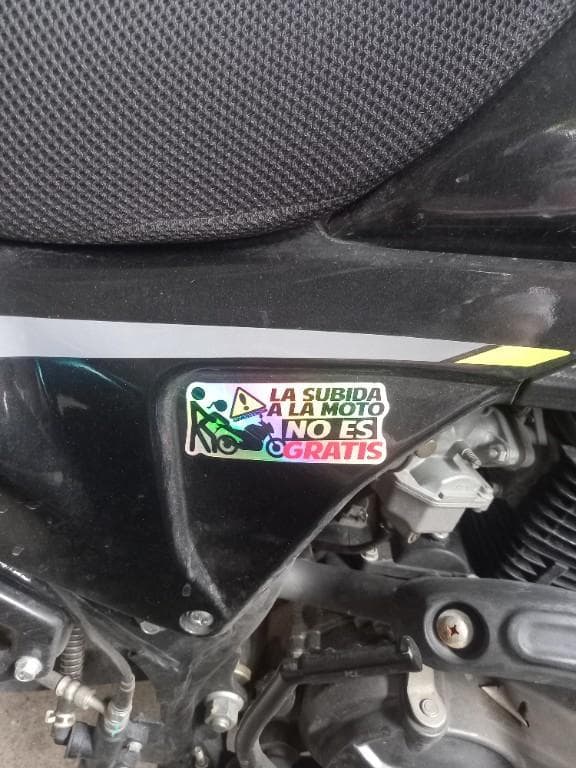 LA SUBIDA
A LA MOTO
NO ES
GRATIS